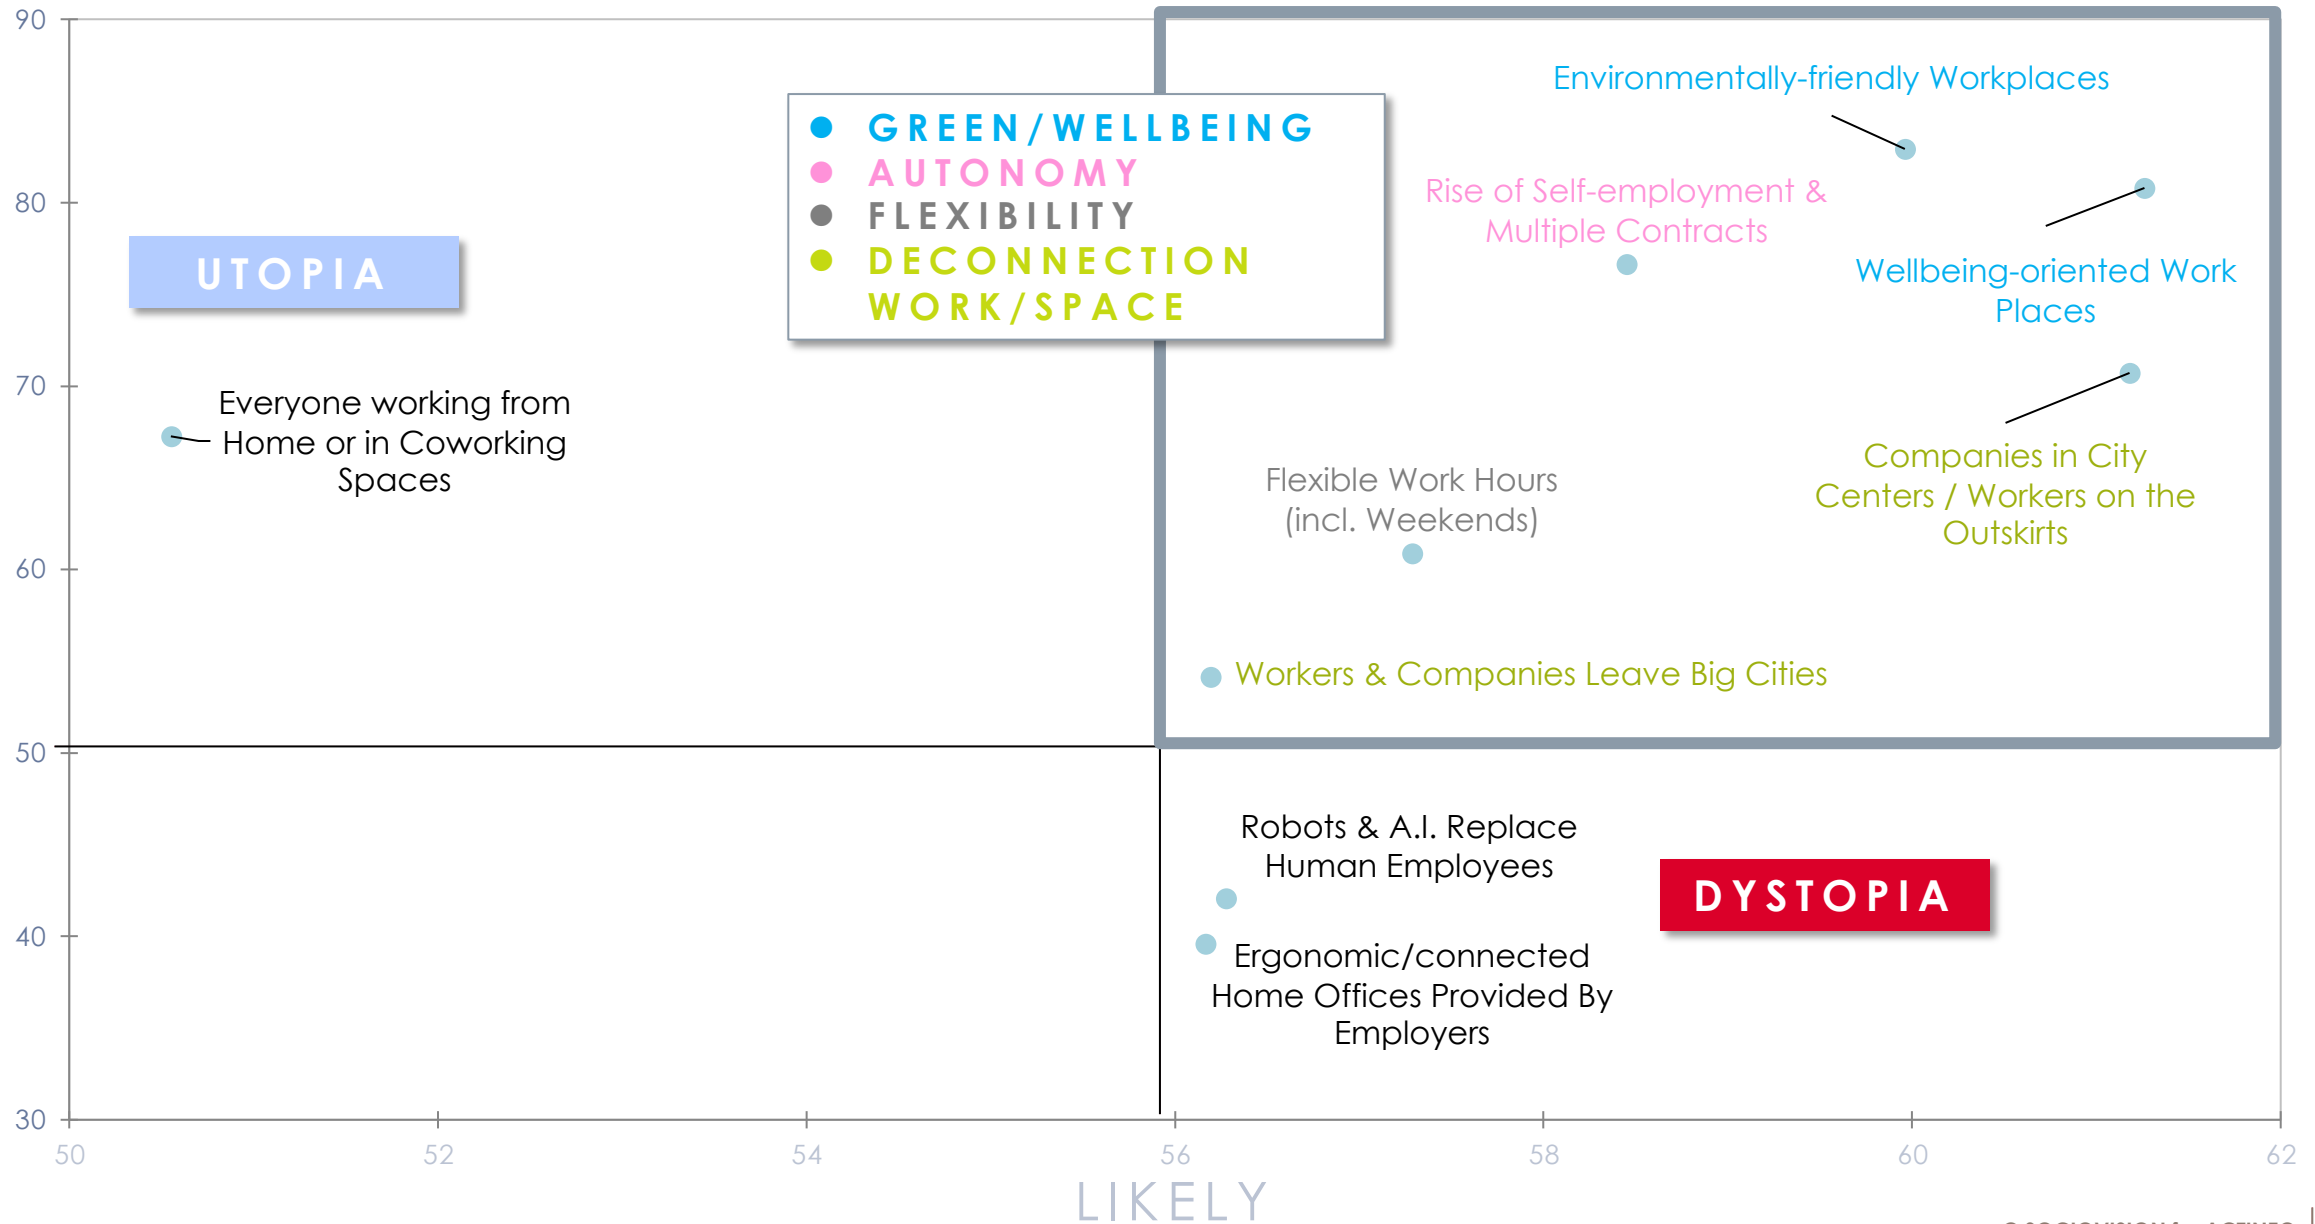 90
Environmentally-friendly Workplaces
GREEN/WELLBEING
AUTONOMY
FLEXIBILITY
DECONNECTION
WORK/SPACE
Rise of Self-employment &
Multiple Contracts
80
UTOPIA
Wellbeing-oriented Work
Places
70
Everyone working from
Home or in Coworking
Spaces
Companies in City
Centers / Workers on the
Outskirts
Flexible Work Hours
(incl. Weekends)
60
Workers & Companies Leave Big Cities
50
Robots & A.I. Replace
Human Employees
DYSTOPIA
40
Ergonomic/connected
Home Offices Provided By
Employers
30
50 52 54 56 58 60 62
LIKELY